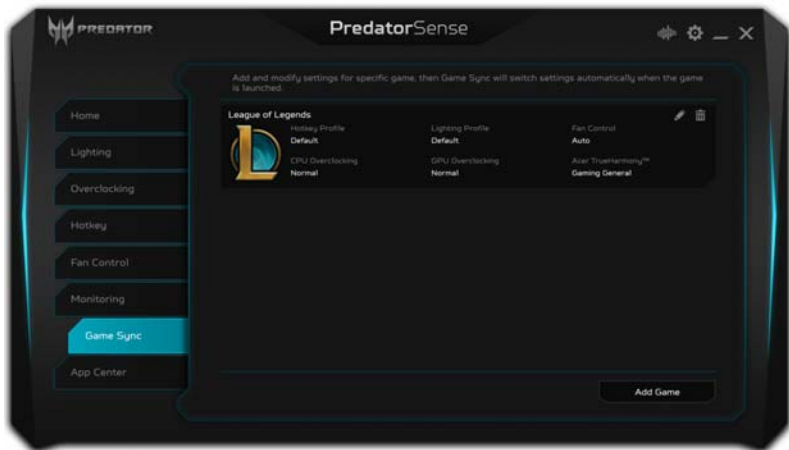 PREDATOR
PredatorSense
Add and modify settings for specific game, then Game Sync will switch settings automatically when the game
is launched.
Home
Lighting
Overclocking
Hotkey
Fan Control
Monitoring
Game Sync
App Center
League of Legends
Hotkey Profile
Default
Lighting Profile
Default
Fan Control
Auto
CPU Overclocking
Normal
GPU Overclocking
Normal
Acer TrueHarmony™
Gaming General
Add Game